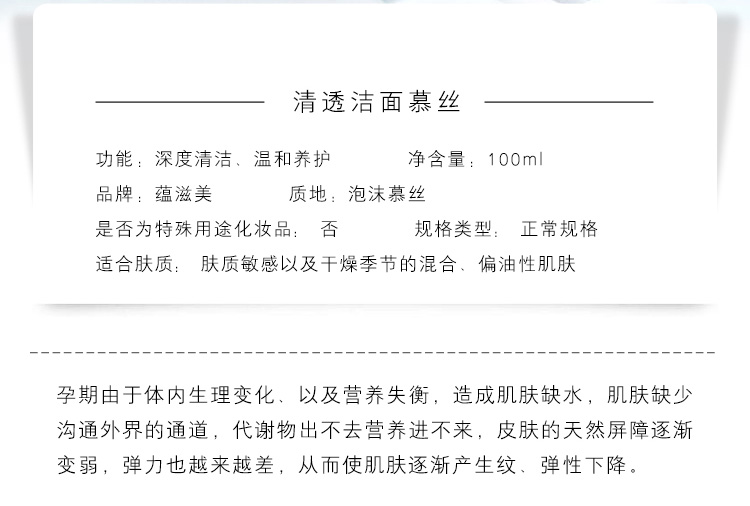 清透洁面慕丝
功能：深度清洁、温和养护 净含量：100ml
品牌：蕴滋美 质地：泡沫慕丝
是否为特殊用途化妆品： 否 规格类型： 正常规格
适合肤质： 肤质敏感以及干燥季节的混合、偏油性肌肤
孕期由于体内生理变化、以及营养失衡，造成肌肤缺水，肌肤缺少
沟通外界的通道，代谢物出不去营养进不来，皮肤的天然屏障逐渐
变弱，弹力也越来越差，从而使肌肤逐渐产生纹、弹性下降。